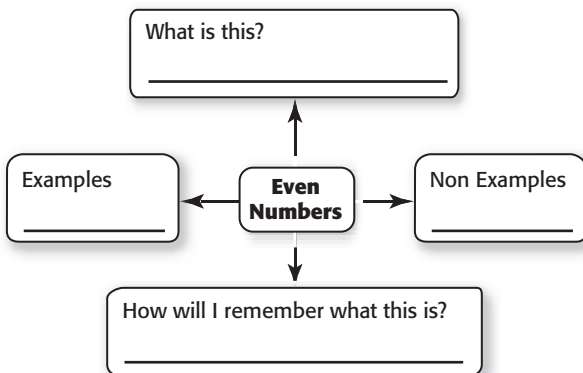 What is this?
Examples
Even
Numbers
Non Examples
How will I remember what this is?